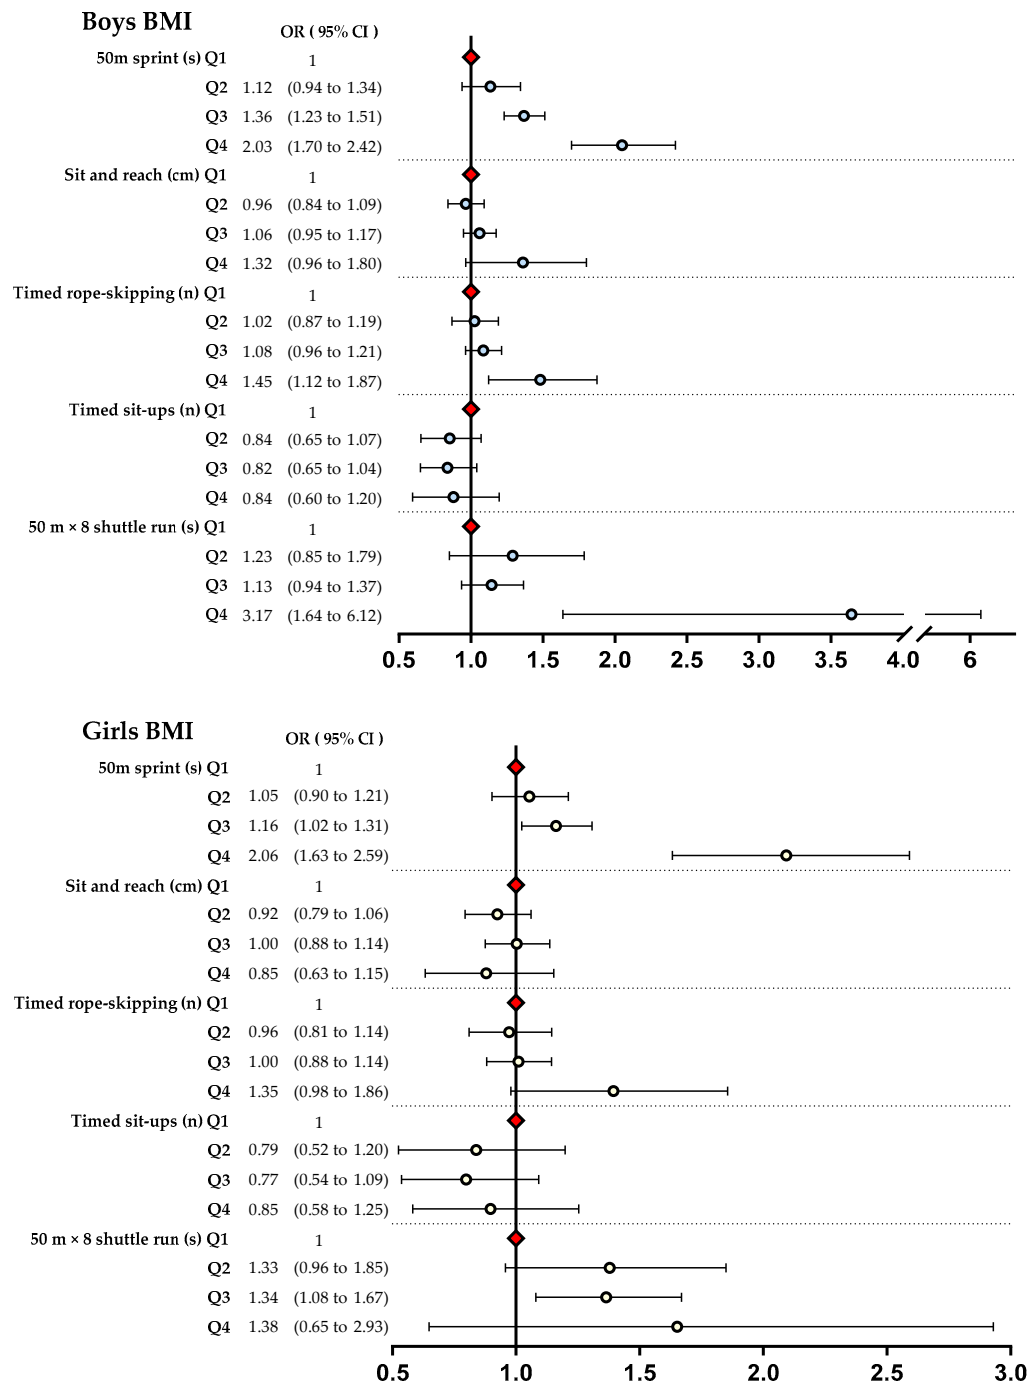 Boys BMI
OR ( 95% CI )
50m sprint (s) Q1 1
Q2 1.12 (0.94 to 1.34)
Q3 1.36 (1.23 to 1.51)
Q4 2.03 (1.70 to 2.42)
Sit and reach (cm) Q1 1
Q2 0.96 (0.84 to 1.09)
Q3 1.06 (0.95 to 1.17)
Q4 1.32 (0.96 to 1.80)
Timed rope-skipping (n) Q1 1
Q2 1.02 (0.87 to 1.19)
Q3 1.08 (0.96 to 1.21)
Q4 1.45 (1.12 to 1.87)
Timed sit-ups (n) Q1 1
Q2 0.84 (0.65 to 1.07)
Q3 0.82 (0.65 to 1.04)
Q4 0.84 (0.60 to 1.20)
50 m × 8 shuttle run (s) Q1 1
Q2 1.23 (0.85 to 1.79)
Q3 1.13 (0.94 to 1.37)
Q4 3.17 (1.64 to 6.12)
0.5 1.0 1.5 2.0 2.5 3.0 3.5 4.0 6
Girls BMI
OR ( 95% CI )
50m sprint (s) Q1 1
Q2 1.05 (0.90 to 1.21)
Q3 1.16 (1.02 to 1.31)
Q4 2.06 (1.63 to 2.59)
Sit and reach (cm) Q1 1
Q2 0.92 (0.79 to 1.06)
Q3 1.00 (0.88 to 1.14)
Q4 0.85 (0.63 to 1.15)
Timed rope-skipping (n) Q1 1
Q2 0.96 (0.81 to 1.14)
Q3 1.00 (0.88 to 1.14)
Q4 1.35 (0.98 to 1.86)
Timed sit-ups (n) Q1 1
Q2 0.79 (0.52 to 1.20)
Q3 0.77 (0.54 to 1.09)
Q4 0.85 (0.58 to 1.25)
50 m × 8 shuttle run (s) Q1 1
Q2 1.33 (0.96 to 1.85)
Q3 1.34 (1.08 to 1.67)
Q4 1.38 (0.65 to 2.93)
0.5 1.0 1.5 2.0 2.5 3.0